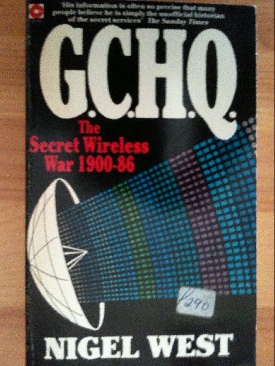 His information is often so precise that many
people believe he is simply the unofficial historian
of the secret services' The Sunday Times
G.C.H.Q.
The
Secret Wireless
War 1900-86
NIGEL WEST